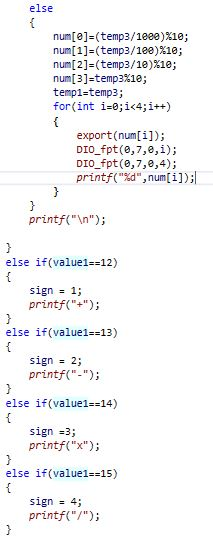 else
{
num[0]=(temp3/1000)%10;
num[1]=(temp3/100)%10;
num[2]=(temp3/10)%10;
num[3]=temp3%10;
temp1=temp3;
for(int i=0;i<4;i++)
{
export(num[i]);
DIO_fpt(0,7,0,i);
DIO_fpt(0,7,0,4);
printf("%d",num[i]);
}
}
printf("\n");
}
else if(value1==12)
{
sign = 1;
printf("+");
}
else if(value1==13)
{
sign = 2;
printf("-");
}
else if(value1==14)
{
sign =3;
printf("x");
}
else if(value1==15)
{
sign = 4;
printf("/");
}